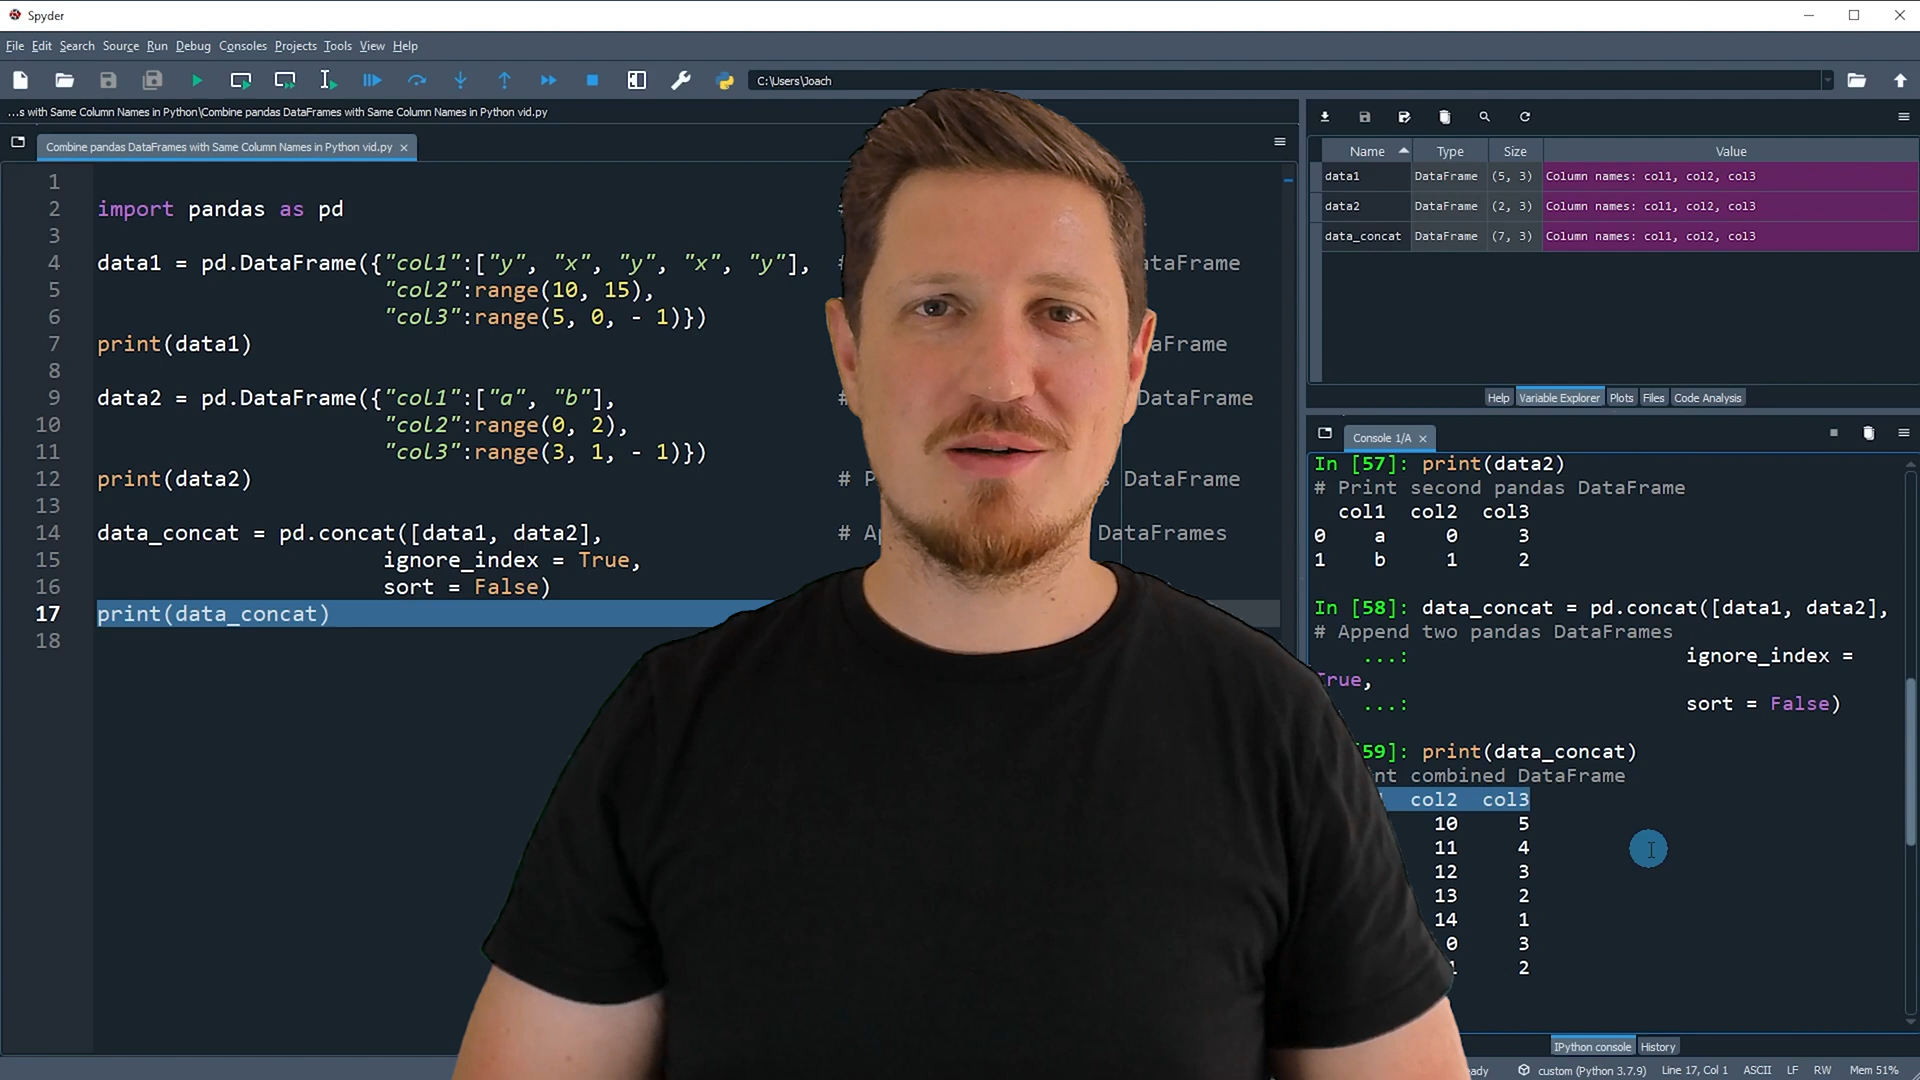 Spyder
File Edit Search Source Run Debug Consoles Projects Tools View Help
C:\Users\Joach
...s with Same Column Names in Python\Combine pandas DataFrames with Same Column Names in Python vid.py
Combine pandas DataFrames with Same Column Names in Python vid.py
1
2 import pandas as pd #
3
4 data1 = pd.DataFrame({"col1":["y", "x", "y", "x", "y"], # taFrame
5 "col2":range(10, 15),
6 "col3":range(5, 0, - 1)})
7 print(data1) aFrame
8
9 data2 = pd.DataFrame({"col1":["a", "b"], # DataFrame
10 "col2":range(0, 2),
11 "col3":range(3, 1, - 1)})
12 print(data2) # P DataFrame
13
14 data_concat = pd.concat([data1, data2], # A DataFrames
15 ignore_index = True,
16 sort = False)
17 print(data_concat)
18
Name Type Size Value
data1 DataFrame (5, 3) Column names: col1, col2, col3
data2 DataFrame (2, 3) Column names: col1, col2, col3
data_concat DataFrame (7, 3) Column names: col1, col2, col3
Help Variable Explorer Plots Files Code Analysis
Console 1/A
In [57]: print(data2)
# Print second pandas DataFrame
col1 col2 col3
0 a 0 3
1 b 1 2
In [58]: data_concat = pd.concat([data1, data2],
# Append two pandas DataFrames
...: ignore_index =
True,
...: sort = False)
59]: print(data_concat)
nt combined DataFrame
col2 col3
10 5
11 4
12 3
13 2
14 1
0 3
1 2
IPython console History
ady custom (Python 3.7.9) Line 17, Col 1 ASCII LF RW Mem 51%